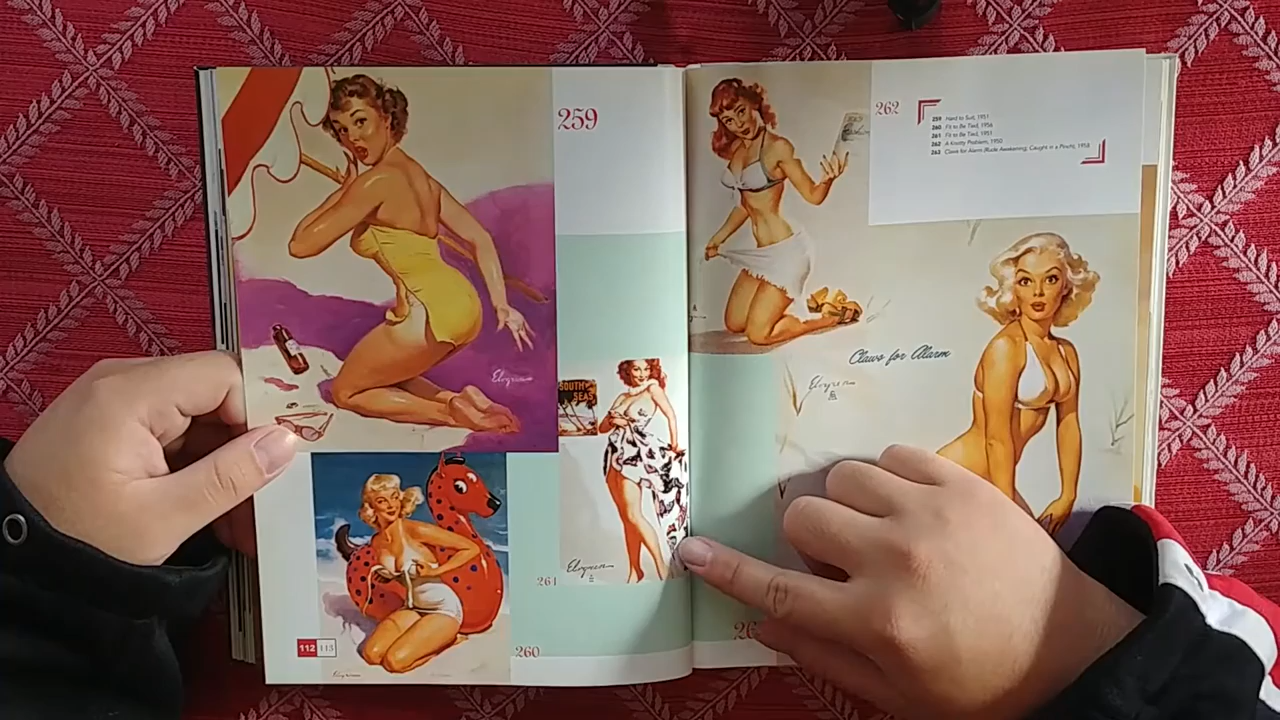 259
Elvgren
SOUTH
SEAS
Elvgren
261
260
112 113
262
259 Hard to Suit, 1951
260 Fit to Be Tied, 1956
261 Fit to Be Tied, 1951
262 A Knotty Problem, 1950
263 Claws for Alarm (Rude Awakening; Caught in a Pinch), 1958
Claws for Alarm
Elvgren
26